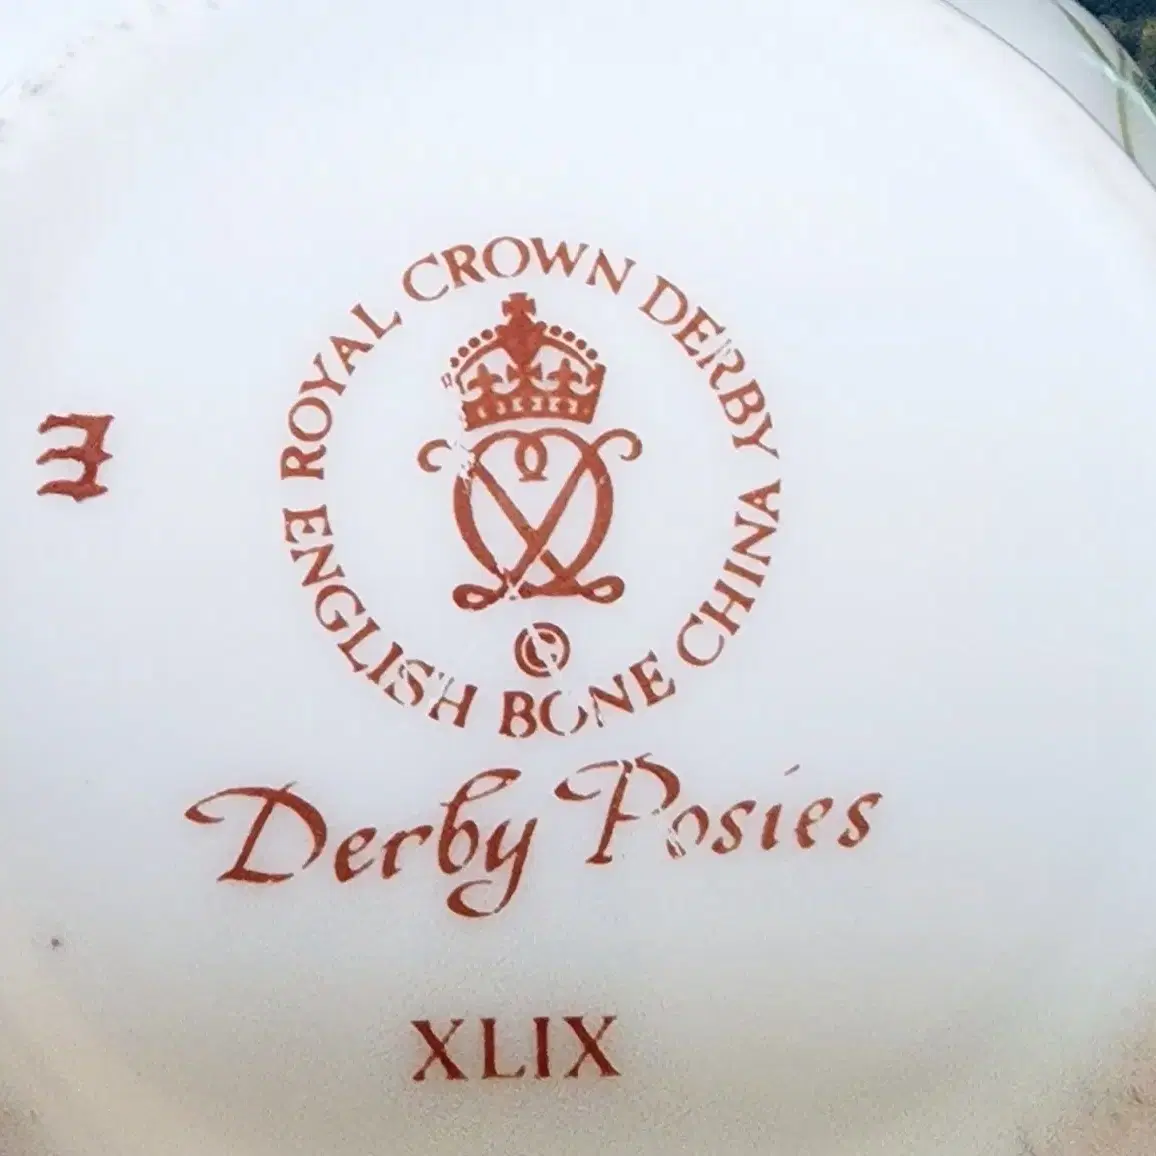 ROYAL CROWN DERBY
ENGLISH BONE CHINA
©
Derby Posies
XLIX